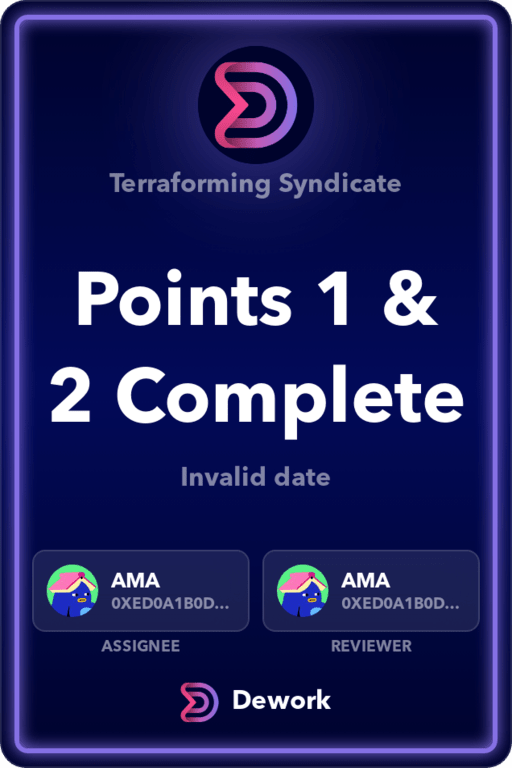 Terraforming Syndicate
Points 1 &
2 Complete
Invalid date
AMA
0XED0A1B0D...
ASSIGNEE
AMA
0XED0A1B0D...
REVIEWER
Dework